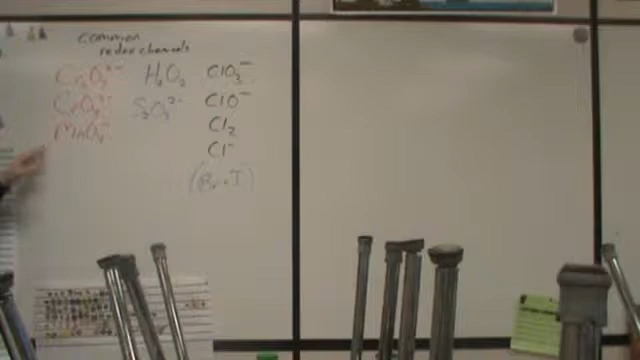 common
redox chemicals
Cr₂O₇²⁻ H₂O₂ ClO₃⁻
CrO₄²⁻ S₂O₃²⁻ ClO⁻
MnO₄⁻ Cl₂
Cl⁻
(Br + I)